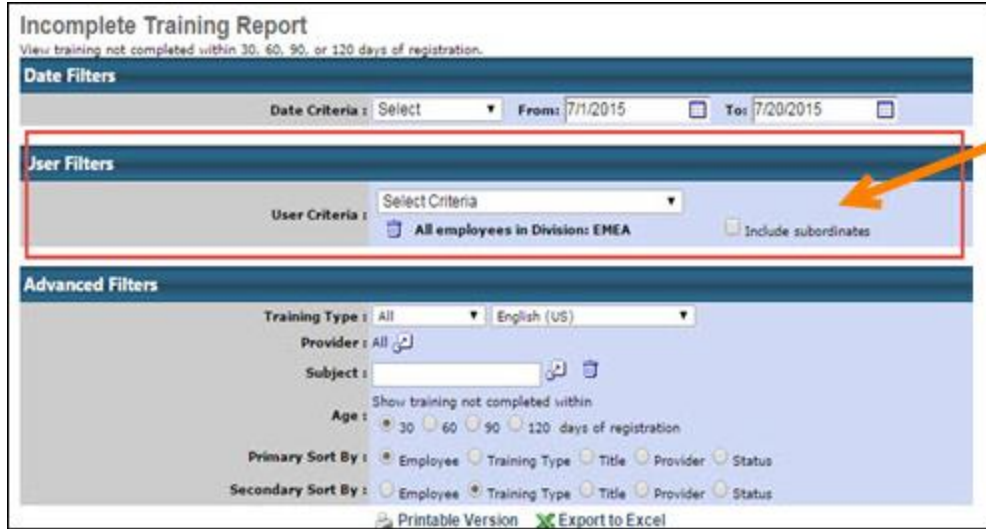 Incomplete Training Report
View training not completed within 30, 60, 90, or 120 days of registration.
Date Filters
Date Criteria : Select From: 7/1/2015 To: 7/20/2015
User Filters
User Criteria : Select Criteria
All employees in Division: EMEA Include subordinates
Advanced Filters
Training Type : All English (US)
Provider : All
Subject :
Show training not completed within
Age : 30 60 90 120 days of registration
Primary Sort By : Employee Training Type Title Provider Status
Secondary Sort By : Employee Training Type Title Provider Status
Printable Version Export to Excel